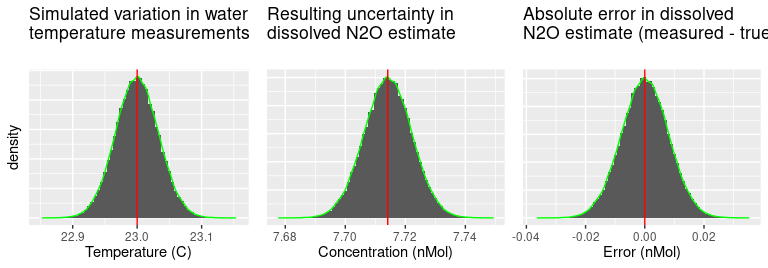 Simulated variation in water
temperature measurements
Resulting uncertainty in
dissolved N2O estimate
Absolute error in dissolved
N2O estimate (measured - true
density
22.9 23.0 23.1
Temperature (C)
7.68 7.70 7.72 7.74
Concentration (nMol)
-0.04 -0.02 0.00 0.02
Error (nMol)